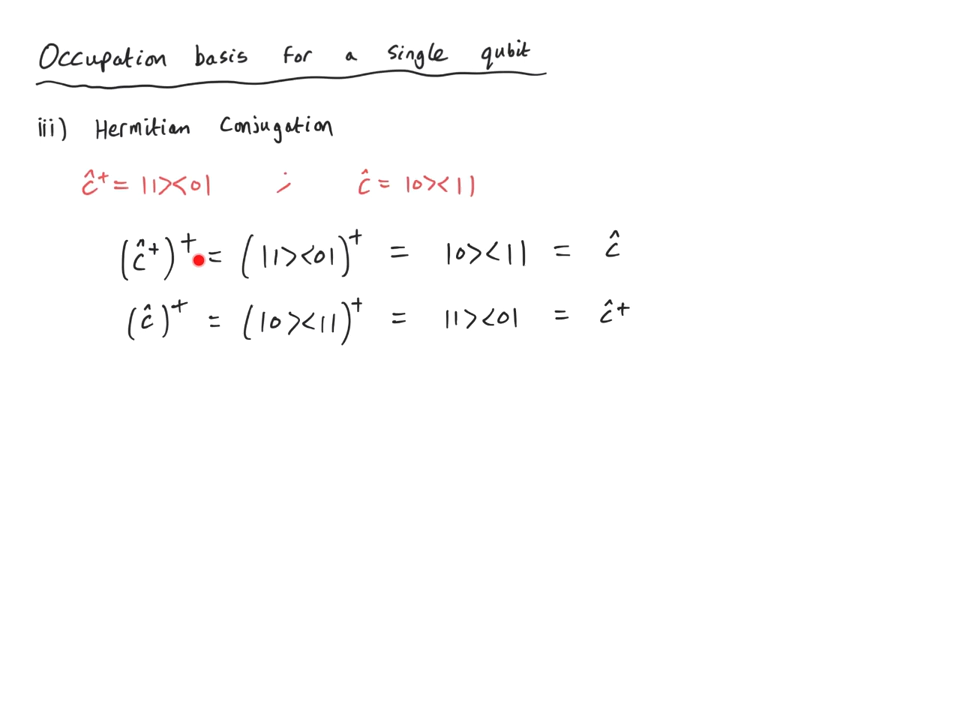 Occupation basis for a single qubit
iii) Hermitian Conjugation
ĉ⁺ = |1><0| ; ĉ = |0><1|
(ĉ⁺)⁺ = (|1><0|)⁺ = |0><1| = ĉ
(ĉ)⁺ = (|0><1|)⁺ = |1><0| = ĉ⁺